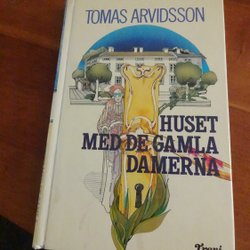 TOMAS ARVIDSSON
HUSET
MED DE GAMLA
DAMERNA